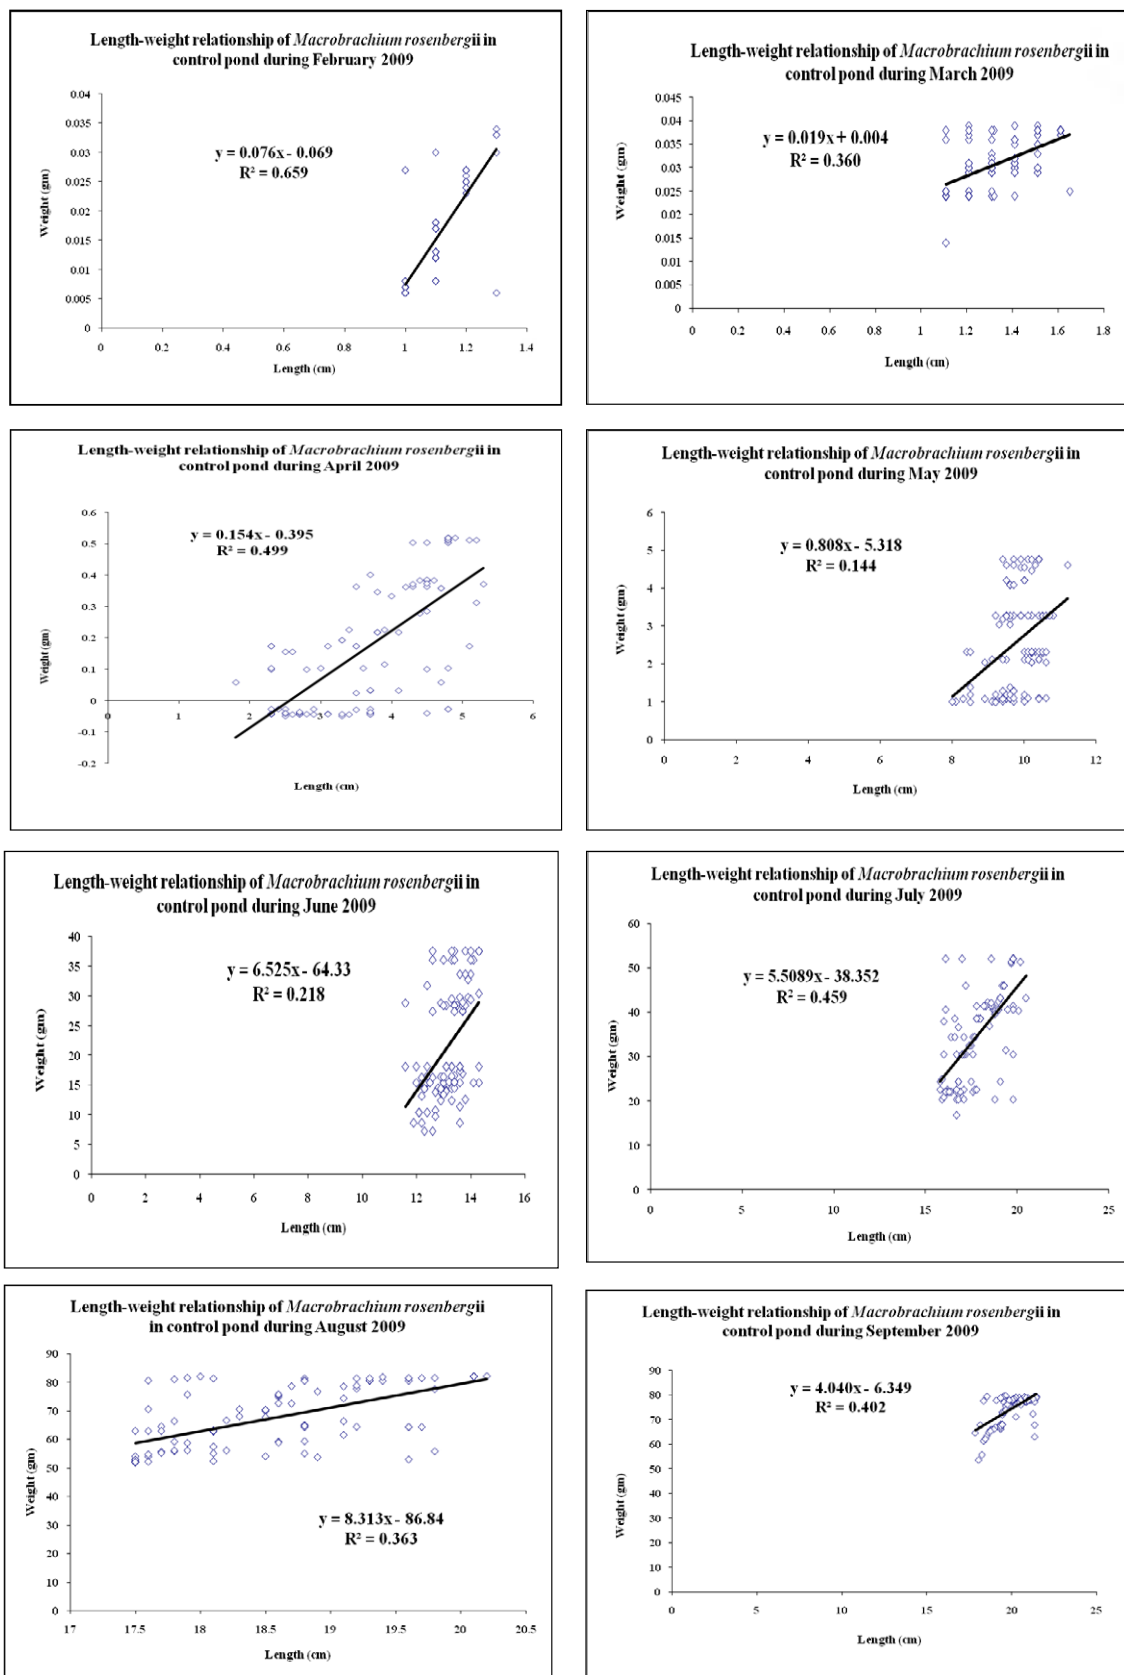 Length-weight relationship of Macrobrachium rosenbergii in
control pond during February 2009
0.04
0.035
0.03
0.025
0.02
0.015
0.01
0.005
0
y = 0.076x - 0.069
R² = 0.659
Weight (gm)
0 0.2 0.4 0.6 0.8 1 1.2 1.4
Length (cm)
Length-weight relationship of Macrobrachium rosenbergii in
control pond during March 2009
0.045
0.04
0.035
0.03
0.025
0.02
0.015
0.01
0.005
0
y = 0.019x + 0.004
R² = 0.360
Weight (gm)
0 0.2 0.4 0.6 0.8 1 1.2 1.4 1.6 1.8
Length (cm)
Length-weight relationship of Macrobrachium rosenbergii in
control pond during April 2009
0.6
0.5
0.4
0.3
0.2
0.1
0
-0.1
-0.2
y = 0.154x - 0.395
R² = 0.499
Weight (gm)
0 1 2 3 4 5 6
Length (cm)
Length-weight relationship of Macrobrachium rosenbergii in
control pond during May 2009
6
5
4
3
2
1
0
y = 0.808x - 5.318
R² = 0.144
Weight (gm)
0 2 4 6 8 10 12
Length (cm)
Length-weight relationship of Macrobrachium rosenbergii in
control pond during June 2009
40
35
30
25
20
15
10
5
0
y = 6.525x - 64.33
R² = 0.218
Weight (gm)
0 2 4 6 8 10 12 14 16
Length (cm)
Length-weight relationship of Macrobrachium rosenbergii in
control pond during July 2009
60
50
40
30
20
10
0
y = 5.5089x - 38.352
R² = 0.459
Weight (gm)
0 5 10 15 20 25
Length (cm)
Length-weight relationship of Macrobrachium rosenbergii
in control pond during August 2009
90
80
70
60
50
40
30
20
10
0
y = 8.313x - 86.84
R² = 0.363
Weight (gm)
17 17.5 18 18.5 19 19.5 20 20.5
Length (cm)
Length-weight relationship of Macrobrachium rosenbergii in
control pond during September 2009
90
80
70
60
50
40
30
20
10
0
y = 4.040x - 6.349
R² = 0.402
Weight (gm)
0 5 10 15 20 25
Length (cm)